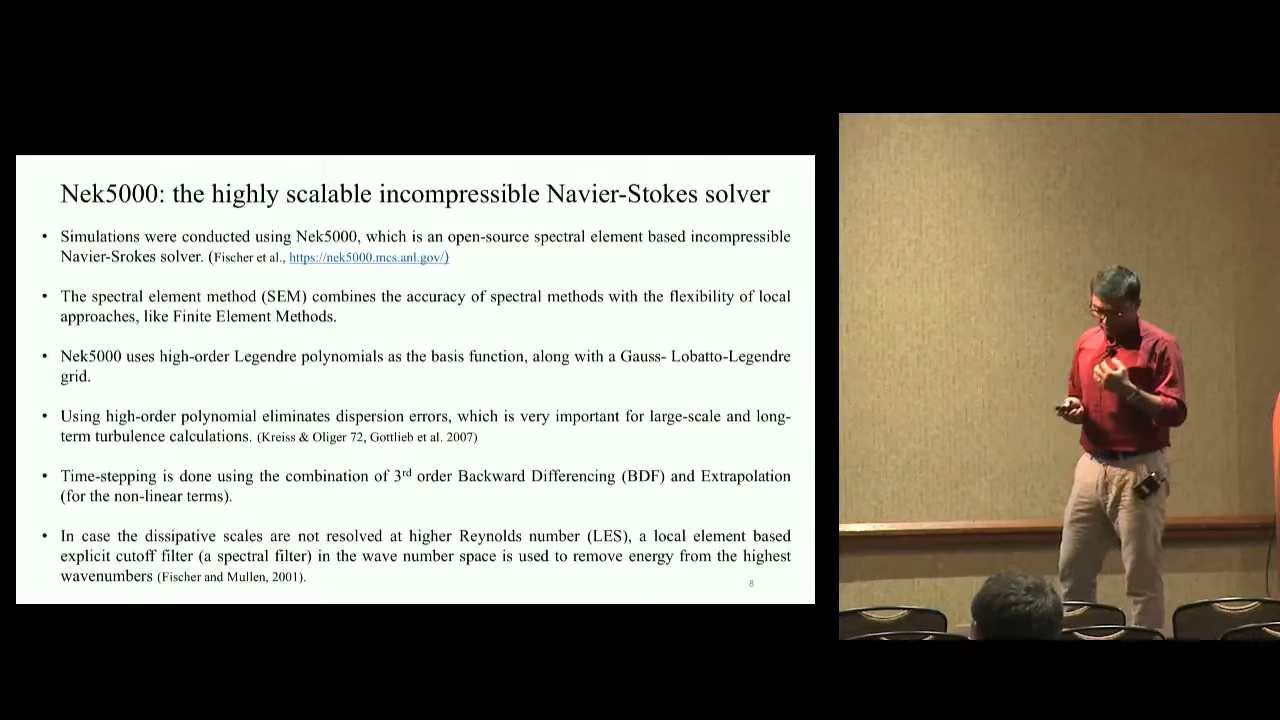 Nek5000: the highly scalable incompressible Navier-Stokes solver
• Simulations were conducted using Nek5000, which is an open-source spectral element based incompressible
Navier-Srokes solver. (Fischer et al., https://nek5000.mcs.anl.gov/)
• The spectral element method (SEM) combines the accuracy of spectral methods with the flexibility of local
approaches, like Finite Element Methods.
• Nek5000 uses high-order Legendre polynomials as the basis function, along with a Gauss- Lobatto-Legendre
grid.
• Using high-order polynomial eliminates dispersion errors, which is very important for large-scale and long-
term turbulence calculations. (Kreiss & Oliger 72, Gottlieb et al. 2007)
• Time-stepping is done using the combination of 3rd order Backward Differencing (BDF) and Extrapolation
(for the non-linear terms).
• In case the dissipative scales are not resolved at higher Reynolds number (LES), a local element based
explicit cutoff filter (a spectral filter) in the wave number space is used to remove energy from the highest
wavenumbers (Fischer and Mullen, 2001).
8